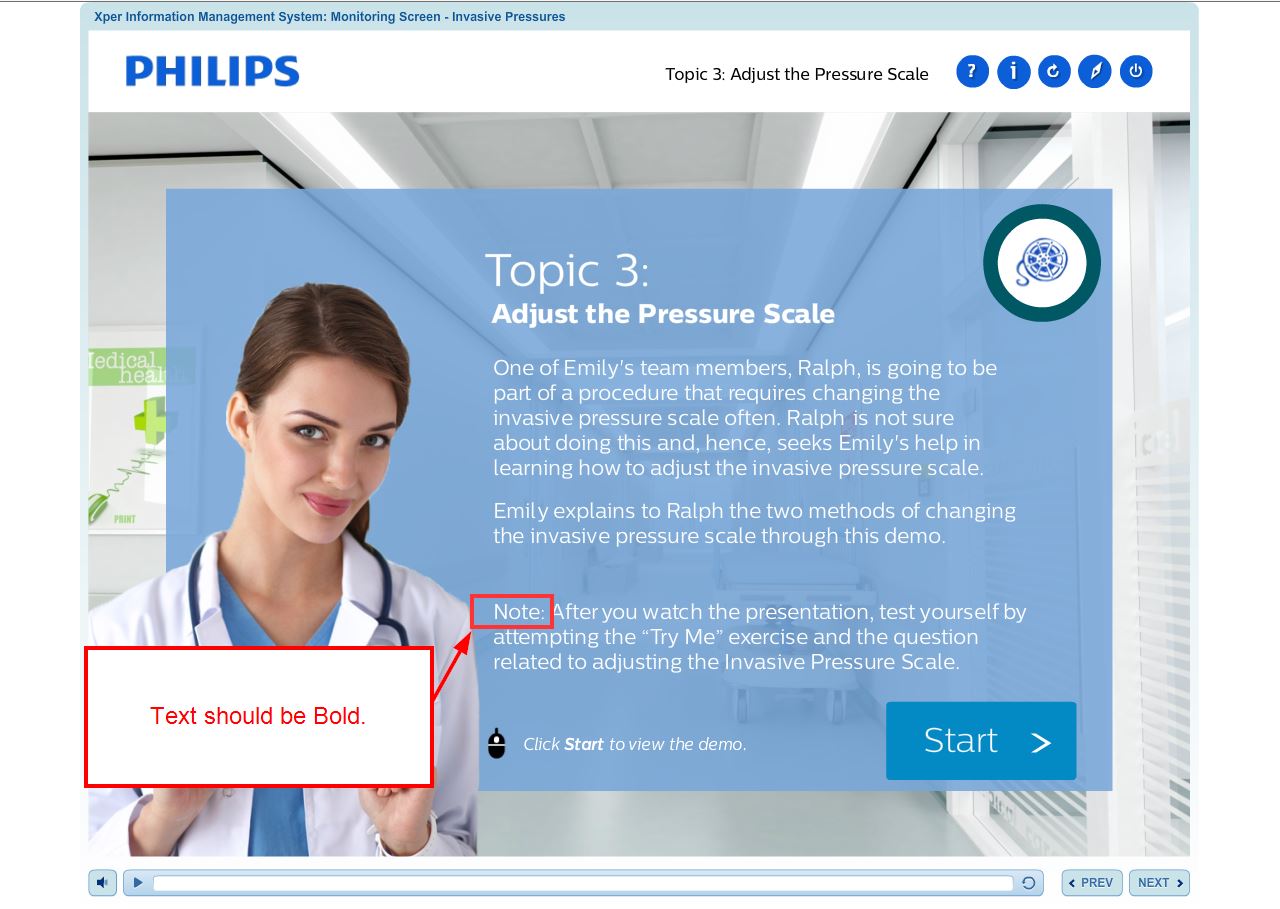 Xper Information Management System: Monitoring Screen - Invasive Pressures
PHILIPS
Topic 3: Adjust the Pressure Scale
?
i
Topic 3:
Adjust the Pressure Scale
One of Emily's team members, Ralph, is going to be
part of a procedure that requires changing the
invasive pressure scale often. Ralph is not sure
about doing this and, hence, seeks Emily's help in
learning how to adjust the invasive pressure scale.
Emily explains to Ralph the two methods of changing
the invasive pressure scale through this demo.
Note: After you watch the presentation, test yourself by
attempting the “Try Me” exercise and the question
related to adjusting the Invasive Pressure Scale.
Click Start to view the demo.
Start >
edical
heal
PRINT
Text should be Bold.
PREV
NEXT